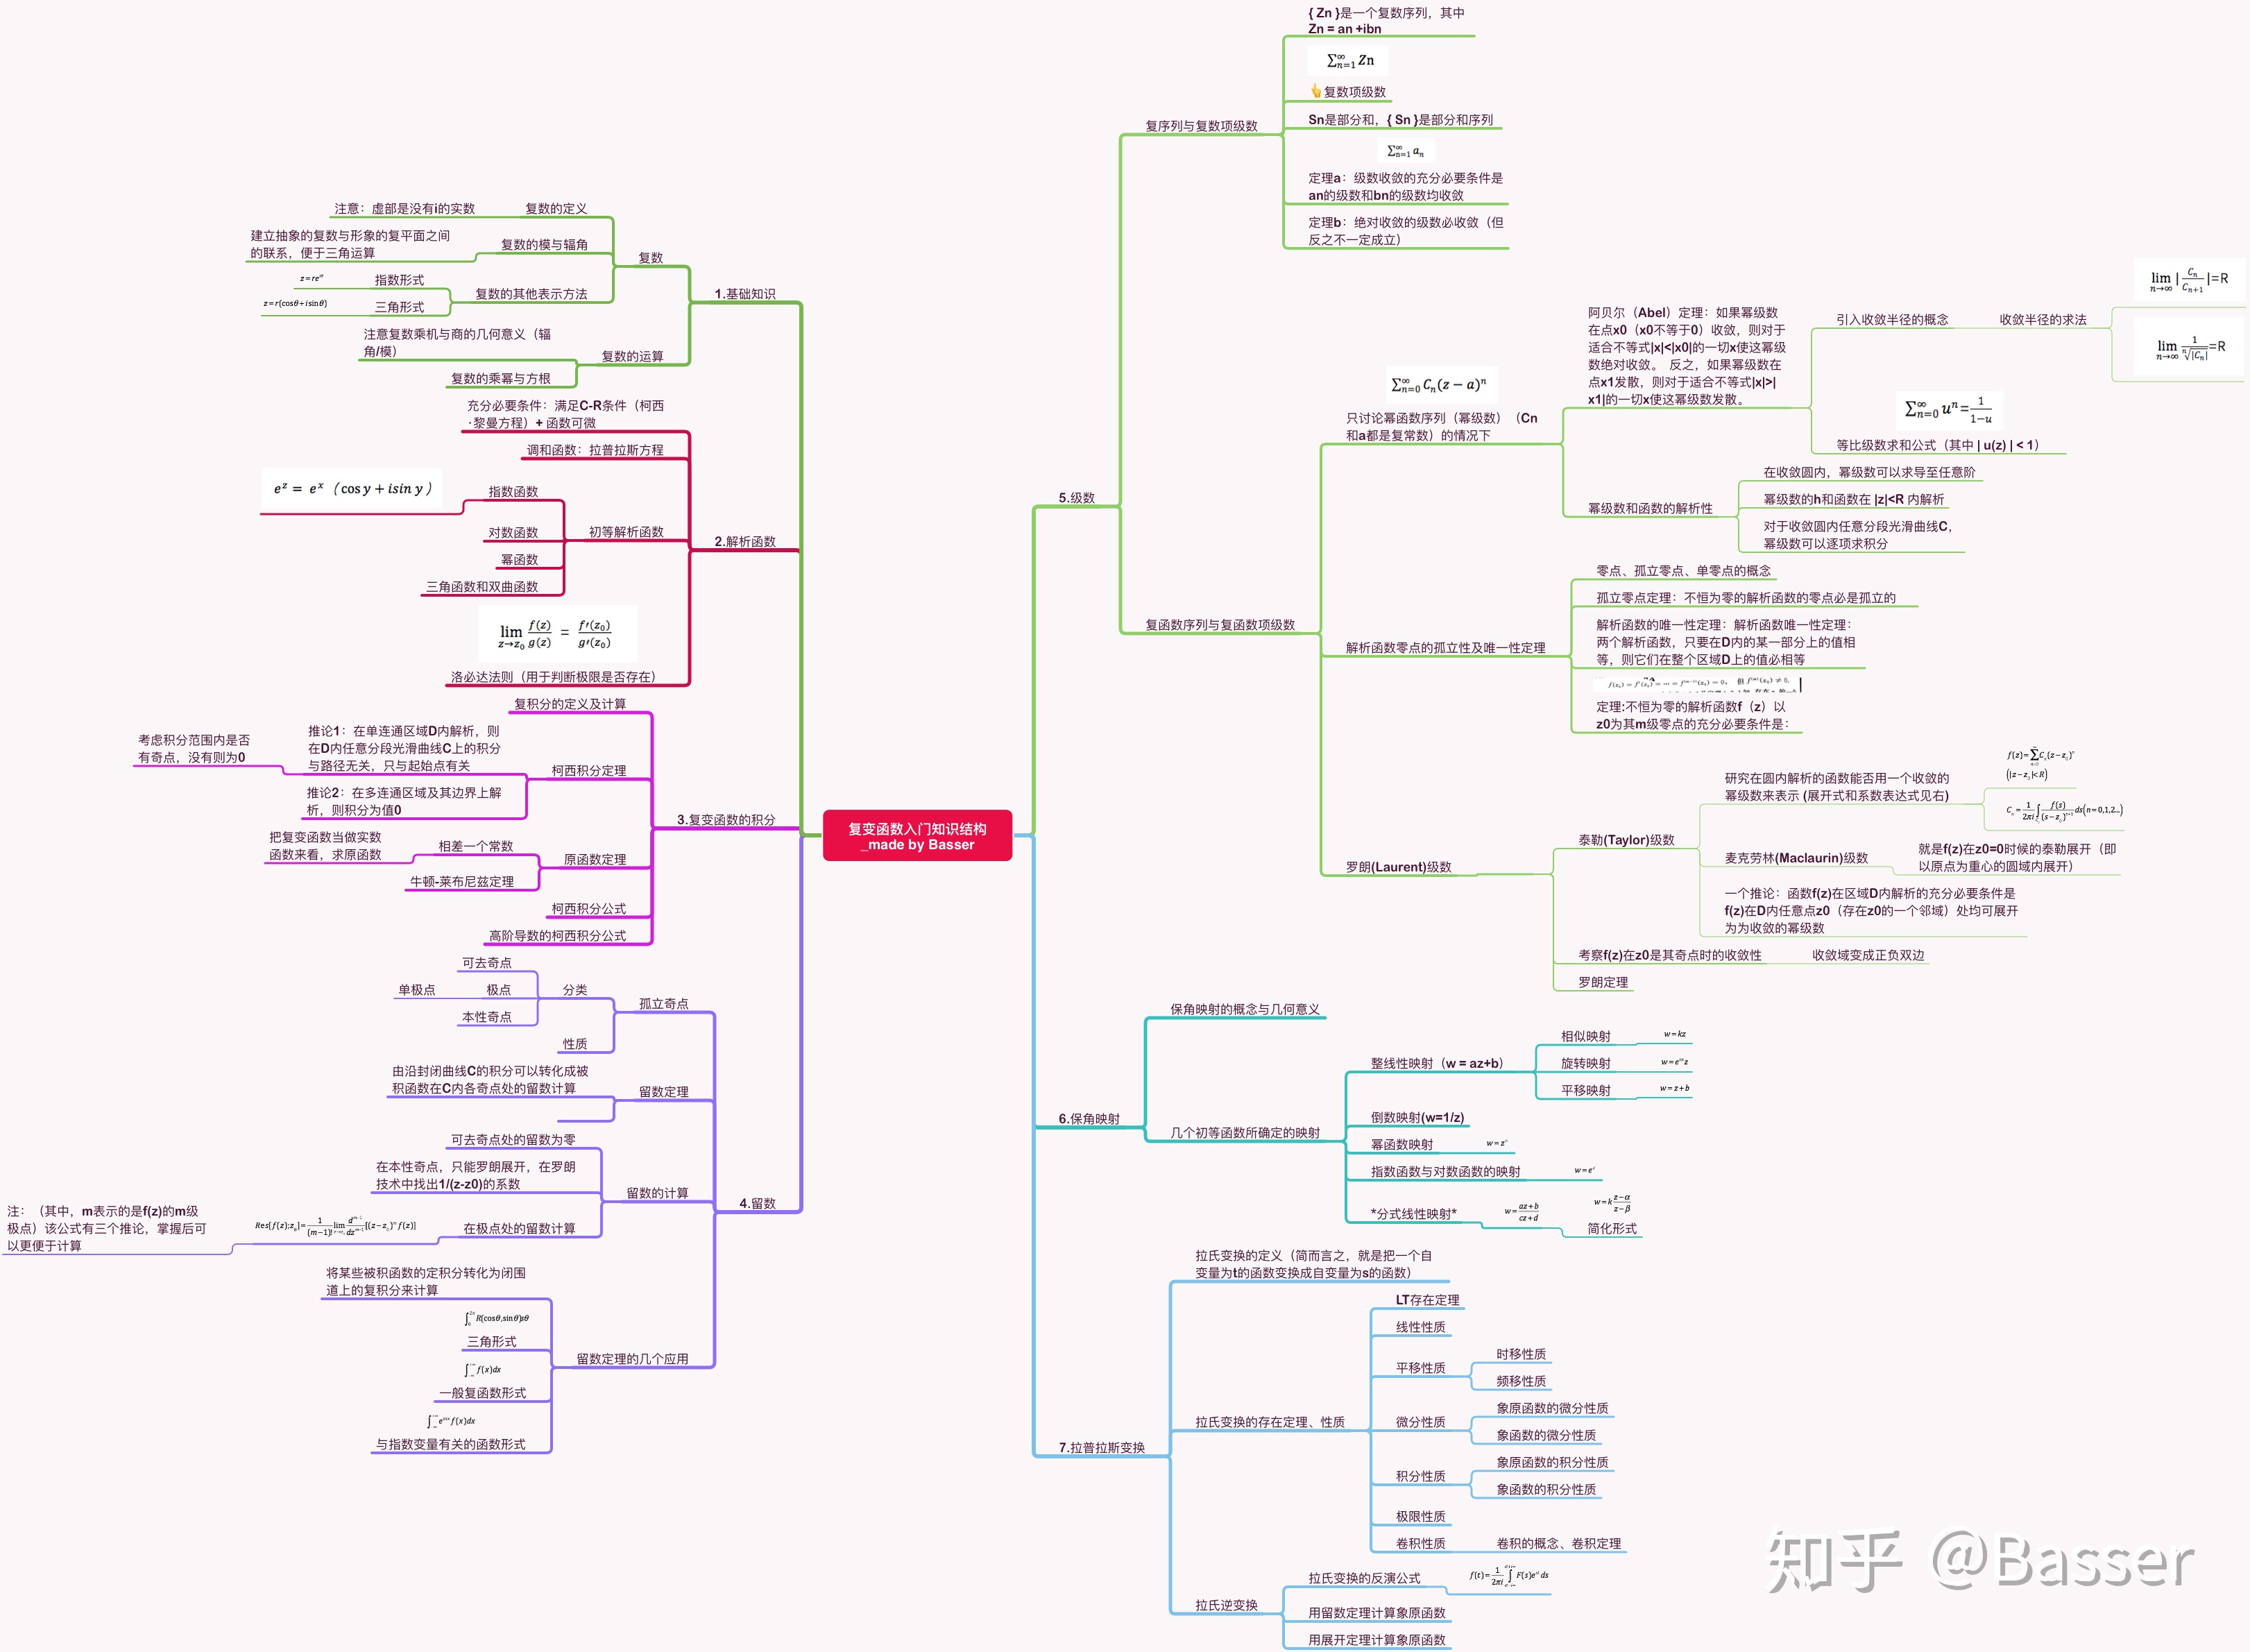 复变函数入门知识结构
_made by Basser
1.基础知识
复数
复数的定义
注意：虚部是没有i的实数
复数的模与辐角
建立抽象的复数与形象的复平面之间
的联系，便于三角运算
复数的其他表示方法
指数形式
z=re^{iθ}
三角形式
z=r(cosθ+isinθ)
复数的运算
注意复数乘机与商的几何意义（辐
角/模）
复数的乘幂与方根
2.解析函数
充分必要条件：满足C-R条件（柯西
·黎曼方程）+ 函数可微
调和函数：拉普拉斯方程
初等解析函数
指数函数
e^z = e^x（cos y + isin y）
对数函数
幂函数
三角函数和双曲函数
lim_{z→z_0} f(z)/g(z) = f′(z_0)/g′(z_0)
洛必达法则（用于判断极限是否存在）
3.复变函数的积分
复积分的定义及计算
柯西积分定理
推论1：在单连通区域D内解析，则
在D内任意分段光滑曲线C上的积分
与路径无关，只与起始点有关
考虑积分范围内是否
有奇点，没有则为0
推论2：在多连通区域及其边界上解
析，则积分为值0
原函数定理
相差一个常数
把复变函数当做实数
函数来看，求原函数
牛顿-莱布尼兹定理
柯西积分公式
高阶导数的柯西积分公式
4.留数
孤立奇点
分类
可去奇点
极点
单极点
本性奇点
性质
留数定理
由沿封闭曲线C的积分可以转化成被
积函数在C内各奇点处的留数计算
留数的计算
可去奇点处的留数为零
在本性奇点，只能罗朗展开，在罗朗
技术中找出1/(z-z0)的系数
在极点处的留数计算
Res[f(z);z_0]=1/(m-1)! lim d^{m-1}/dz^{m-1}[(z-z_0)^m f(z)]
注：（其中，m表示的是f(z)的m级
极点）该公式有三个推论，掌握后可
以更便于计算
留数定理的几个应用
将某些被积函数的定积分转化为闭围
道上的复积分来计算
∫_0^{2π} R(cosθ,sinθ)sθ
三角形式
∫_{-∞}^{+∞} f(x)dx
一般复函数形式
∫_{-∞}^{+∞} e^{iax} f(x)dx
与指数变量有关的函数形式
5.级数
复序列与复数项级数
{ Zn }是一个复数序列，其中
Zn = an +ibn
∑_{n=1}^∞ Zn
👆复数项级数
Sn是部分和，{ Sn }是部分和序列
∑_{n=1}^∞ a_n
定理a：级数收敛的充分必要条件是
an的级数和bn的级数均收敛
定理b：绝对收敛的级数必收敛（但
反之不一定成立）
复函数序列与复函数项级数
∑_{n=0}^∞ C_n(z − a)^n
只讨论幂函数序列（幂级数）（Cn
和a都是复常数）的情况下
阿贝尔（Abel）定理：如果幂级数
在点x0（x0不等于0）收敛，则对于
适合不等式|x|<|x0|的一切x使这幂级
数绝对收敛。 反之，如果幂级数在
点x1发散，则对于适合不等式|x|>|
x1|的一切x使这幂级数发散。
引入收敛半径的概念
收敛半径的求法
lim_{n→∞} |C_n/C_{n+1}|=R
lim_{n→∞} 1/ⁿ√|C_n|=R
∑_{n=0}^∞ u^n=1/(1−u)
等比级数求和公式（其中 | u(z) | < 1）
幂级数和函数的解析性
在收敛圆内，幂级数可以求导至任意阶
幂级数的h和函数在 |z|<R 内解析
对于收敛圆内任意分段光滑曲线C，
幂级数可以逐项求积分
解析函数零点的孤立性及唯一性定理
零点、孤立零点、单零点的概念
孤立零点定理：不恒为零的解析函数的零点必是孤立的
解析函数的唯一性定理：解析函数唯一性定理：
两个解析函数，只要在D内的某一部分上的值相
等，则它们在整个区域D上的值必相等
f(z_0) = f′(z_0) = ⋯ = f^{(m−1)}(z_0) = 0， 但 f^{(m)}(z_0) ≠ 0.
定理:不恒为零的解析函数f（z）以
z0为其m级零点的充分必要条件是：
罗朗(Laurent)级数
泰勒(Taylor)级数
研究在圆内解析的函数能否用一个收敛的
幂级数来表示 (展开式和系数表达式见右)
f(z)=∑_{n=0}^∞ C_n(z−z_0)^n
(|z−z_0|<R)
C_n=1/2πi ∫_c f(s)/(s−z_0)^{n+1} ds(n=0,1,2...)
麦克劳林(Maclaurin)级数
就是f(z)在z0=0时候的泰勒展开（即
以原点为重心的圆域内展开）
一个推论：函数f(z)在区域D内解析的充分必要条件是
f(z)在D内任意点z0（存在z0的一个邻域）处均可展开
为为收敛的幂级数
考察f(z)在z0是其奇点时的收敛性
收敛域变成正负双边
罗朗定理
6.保角映射
保角映射的概念与几何意义
几个初等函数所确定的映射
整线性映射（w = az+b）
相似映射
w=kz
旋转映射
w=e^{iα}z
平移映射
w=z+b
倒数映射(w=1/z)
幂函数映射
w=z^n
指数函数与对数函数的映射
w=e^z
*分式线性映射*
w=(az+b)/(cz+d)
w=k(z−α)/(z−β)
简化形式
7.拉普拉斯变换
拉氏变换的定义（简而言之，就是把一个自
变量为t的函数变换成自变量为s的函数）
拉氏变换的存在定理、性质
LT存在定理
线性性质
平移性质
时移性质
频移性质
微分性质
象原函数的微分性质
象函数的微分性质
积分性质
象原函数的积分性质
象函数的积分性质
极限性质
卷积性质
卷积的概念、卷积定理
拉氏逆变换
拉氏变换的反演公式
f(t)=1/2πi ∫_{σ−i∞}^{σ+i∞} F(s)e^{st} ds
用留数定理计算象原函数
用展开定理计算象原函数
知乎 @Basser